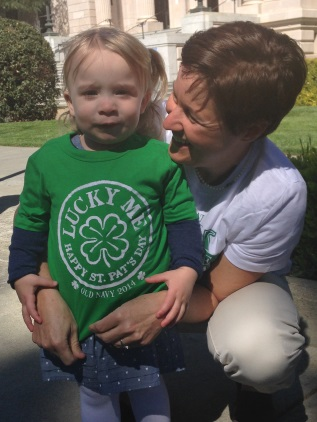 LUCKY ME
HAPPY ST. PAT'S DAY
OLD NAVY 2014